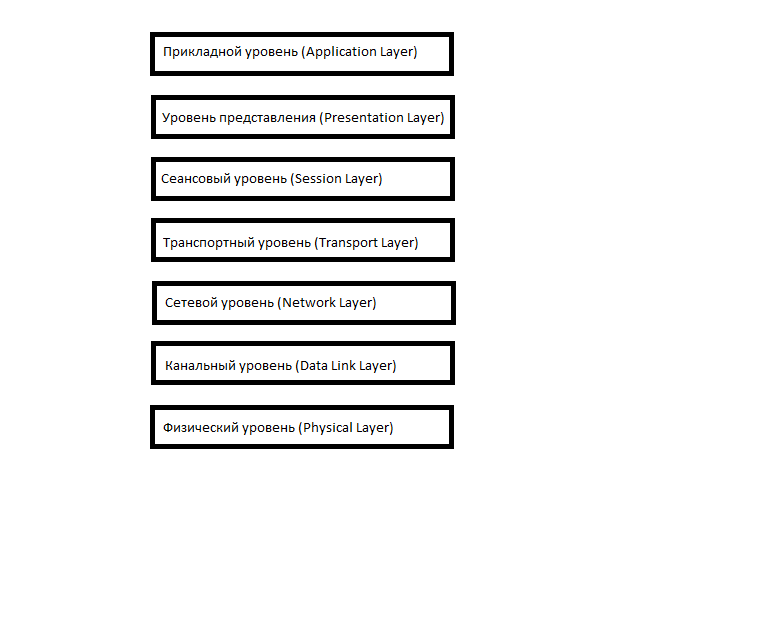 Прикладной уровень (Application Layer)
Уровень представления (Presentation Layer)
Сеансовый уровень (Session Layer)
Транспортный уровень (Transport Layer)
Сетевой уровень (Network Layer)
Канальный уровень (Data Link Layer)
Физический уровень (Physical Layer)